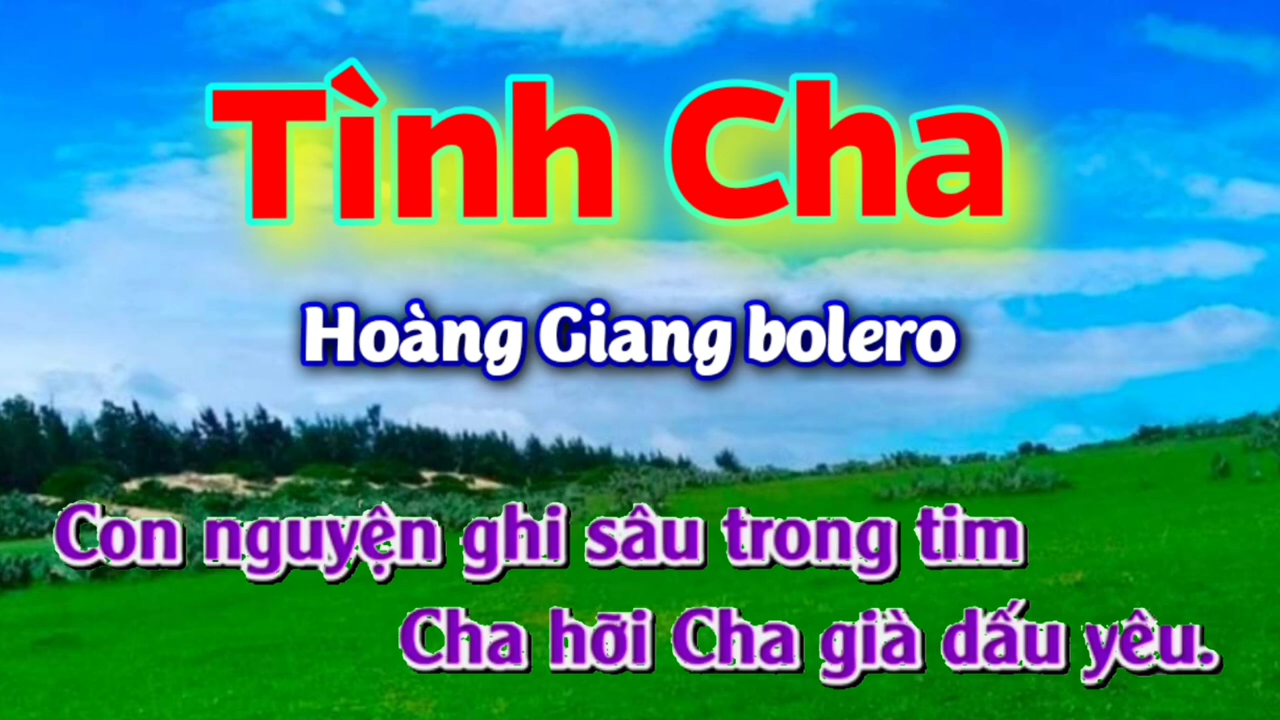 Tình Cha
Hoàng Giang bolero
Con nguyện ghi sâu trong tim
Cha hỡi Cha già dấu yêu.